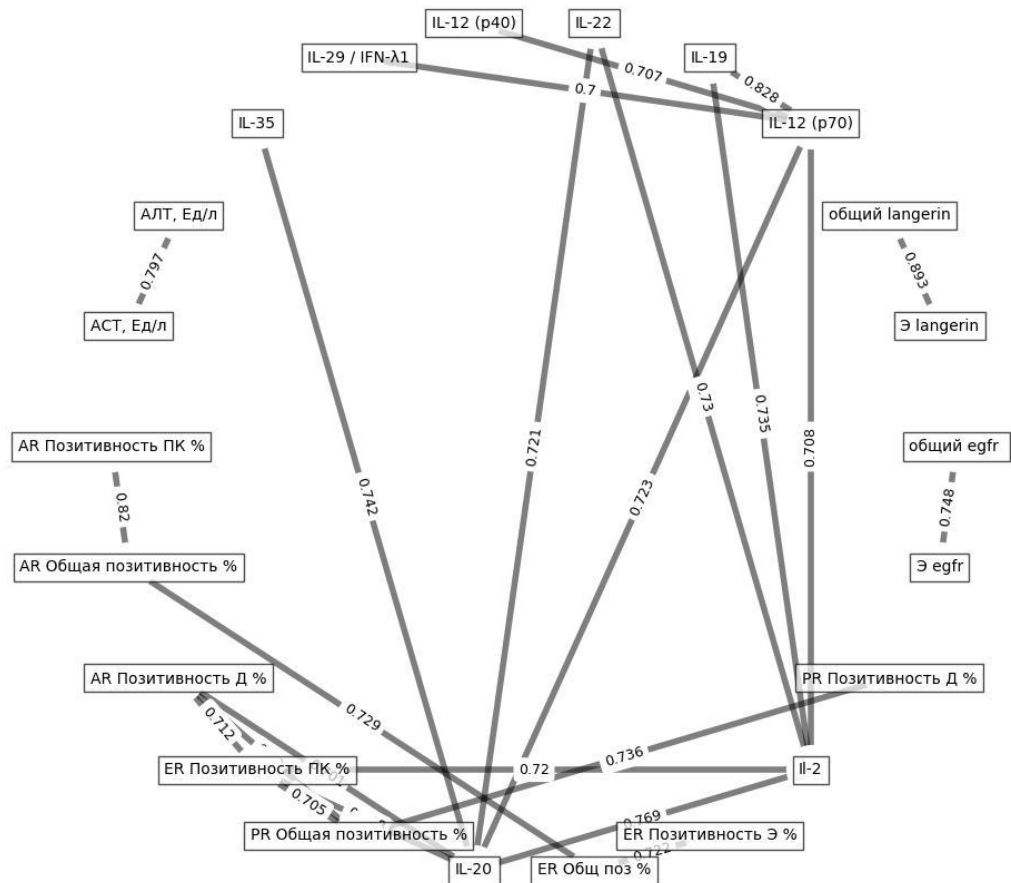 IL-12 (p40)
IL-22
IL-29 / IFN-λ1
IL-19
0.707
0.828
0.7
IL-35
IL-12 (p70)
АЛТ, Ед/л
общий langerin
0.797
0.893
АСТ, Ед/л
Э langerin
0.73
0.735
AR Позитивность ПК %
0.721
0.708
общий egfr
0.742
0.723
0.82
0.748
AR Общая позитивность %
Э egfr
AR Позитивность Д %
PR Позитивность Д %
0.712
0.729
0.736
ER Позитивность ПК %
0.72
Il-2
0.705
0.769
PR Общая позитивность %
ER Позитивность Э %
0.722
IL-20
ER Общ поз %